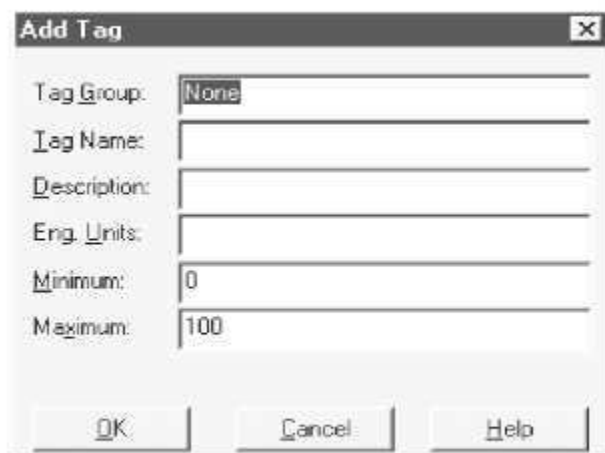 Add Tag
Tag Group: None
Tag Name:
Description:
Eng. Units:
Minimum: 0
Maximum: 100
OK Cancel Help